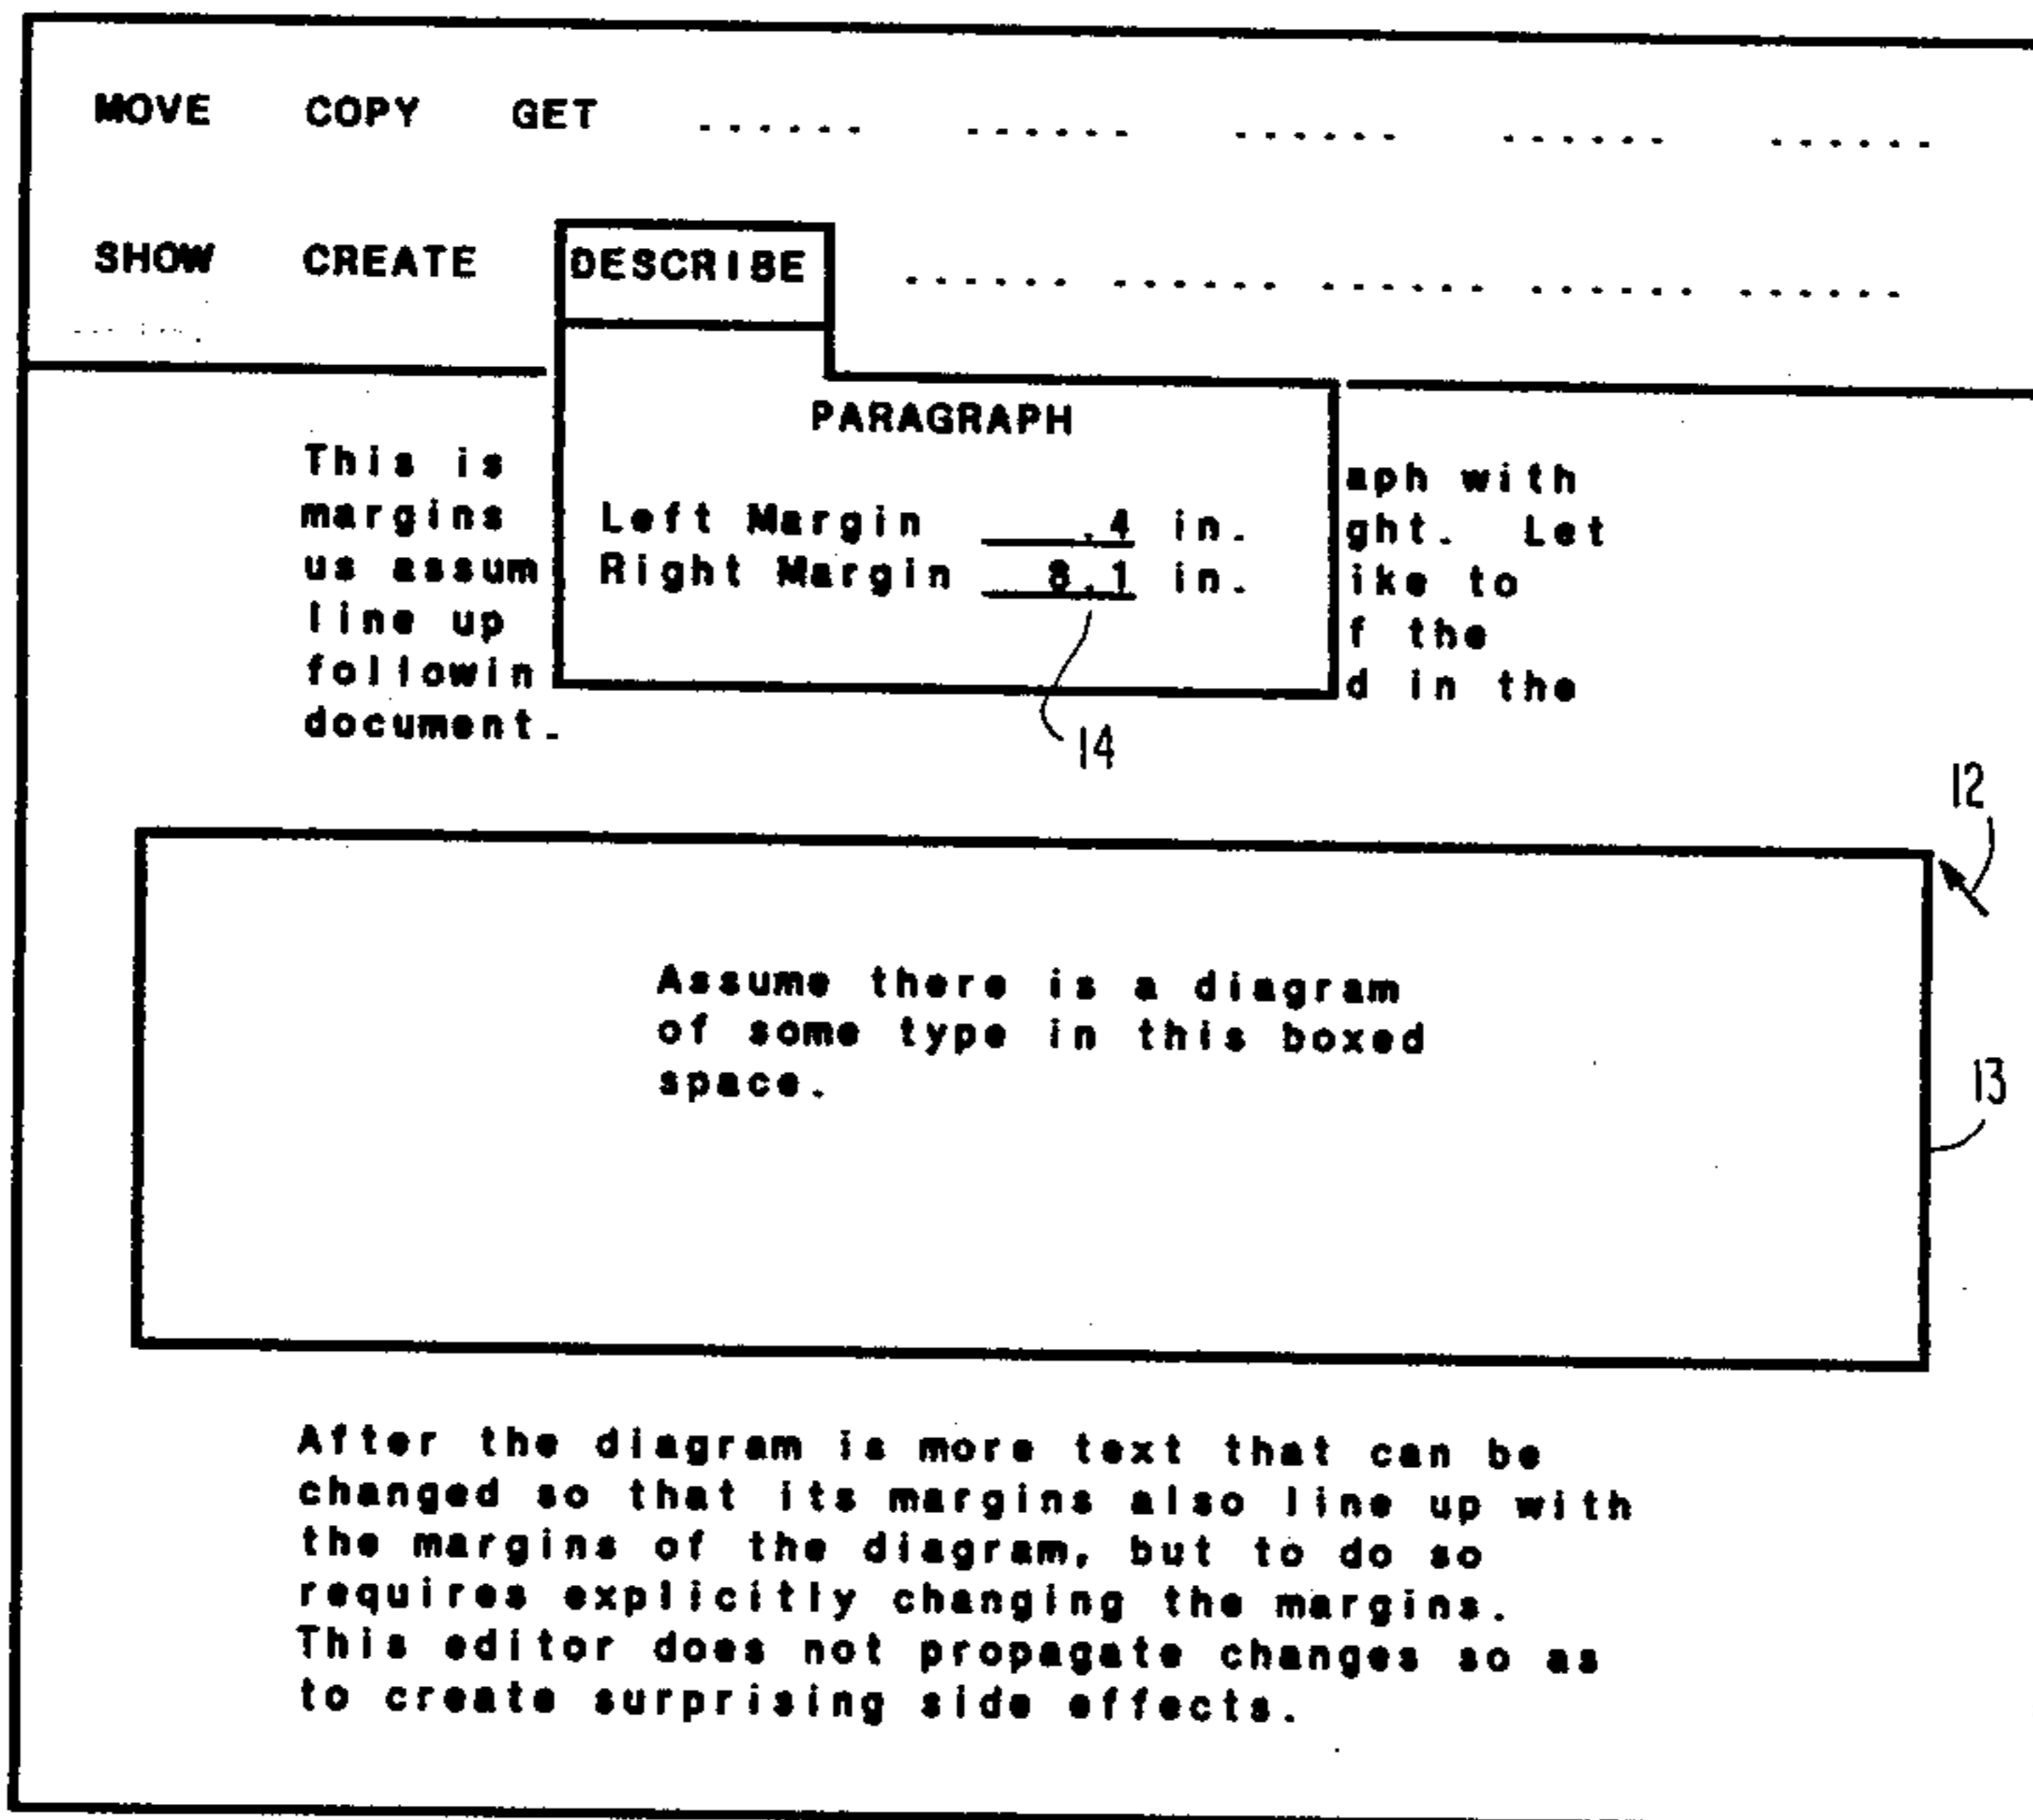 MOVE COPY GET ...... ...... ...... ...... ......
SHOW CREATE DESCRIBE ...... ...... ...... ...... ......
PARAGRAPH
Left Margin .4 in.
Right Margin 8.1 in.
14
This is aph with
margins ght. Let
us assum ike to
line up f the
followin d in the
document.
12
Assume there is a diagram
of some type in this boxed
space.
13
After the diagram is more text that can be
changed so that its margins also line up with
the margins of the diagram, but to do so
requires explicitly changing the margins.
This editor does not propagate changes so as
to create surprising side effects.